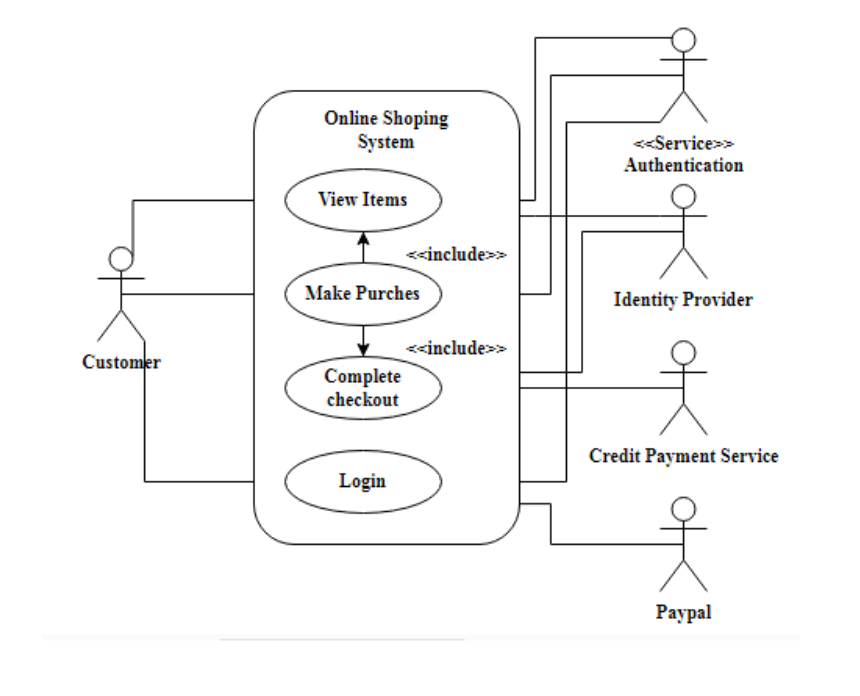 Online Shoping
System
View Items
<<include>>
Make Purches
<<include>>
Complete
checkout
Login
Customer
<<Service>>
Authentication
Identity Provider
Credit Payment Service
Paypal